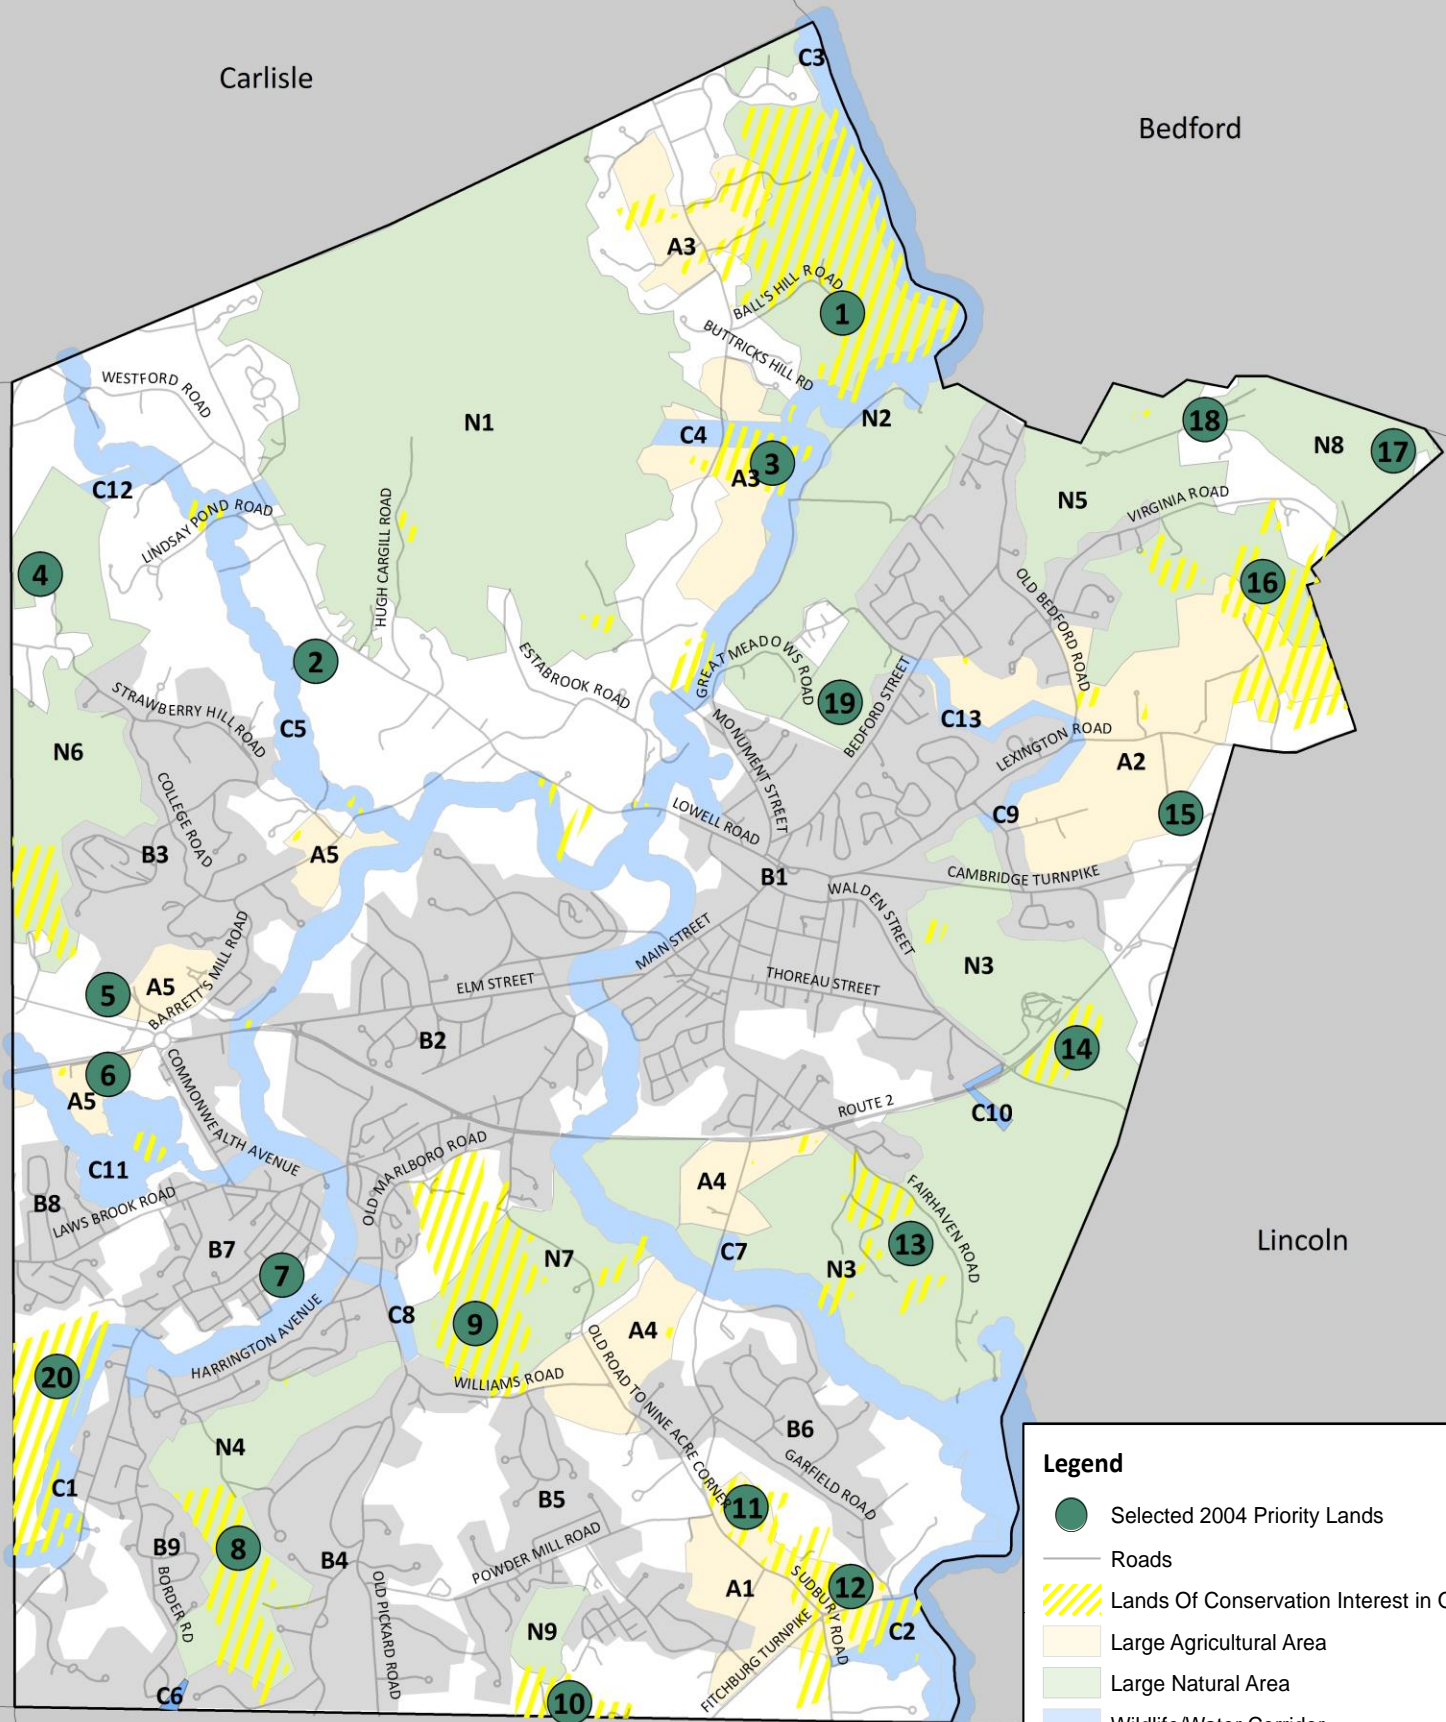 Carlisle
C3
Bedford
A3
BALL'S HILL ROAD
1
BUTTRICKS HILL RD
WESTFORD ROAD
N1
N2
C4
3
A3
18
N8
17
C12
LINDSAY POND ROAD
HUGH CARGILL ROAD
N5
VIRGINIA ROAD
4
16
OLD BEDFORD ROAD
2
ESTABROOK ROAD
GREAT MEADOWS ROAD
STRAWBERRY HILL ROAD
C5
19
BEDFORD STREET
C13
N6
MONUMENT STREET
LEXINGTON ROAD
A2
COLLEGE ROAD
LOWELL ROAD
C9
15
B3
A5
B1
CAMBRIDGE TURNPIKE
WALDEN STREET
MAIN STREET
N3
5
A5
BARRETT'S MILL ROAD
ELM STREET
THOREAU STREET
B2
14
6
A5
COMMONWEALTH AVENUE
ROUTE 2
C10
OLD MARLBORO ROAD
C11
A4
B8
LAWS BROOK ROAD
FAIRHAVEN ROAD
B7
N7
C7
13
Lincoln
7
N3
C8
9
A4
HARRINGTON AVENUE
OLD ROAD TO NINE ACRE CORNER
20
WILLIAMS ROAD
B6
N4
GARFIELD ROAD
C1
B5
11
B9
8
B4
POWDER MILL ROAD
A1
12
SUDBURY ROAD
BORDER RD
OLD PICKARD ROAD
N9
FITCHBURG TURNPIKE
C2
C6
10
Legend
Selected 2004 Priority Lands
Roads
Lands Of Conservation Interest in
Large Agricultural Area
Large Natural Area
Wildlife/Water Corridor